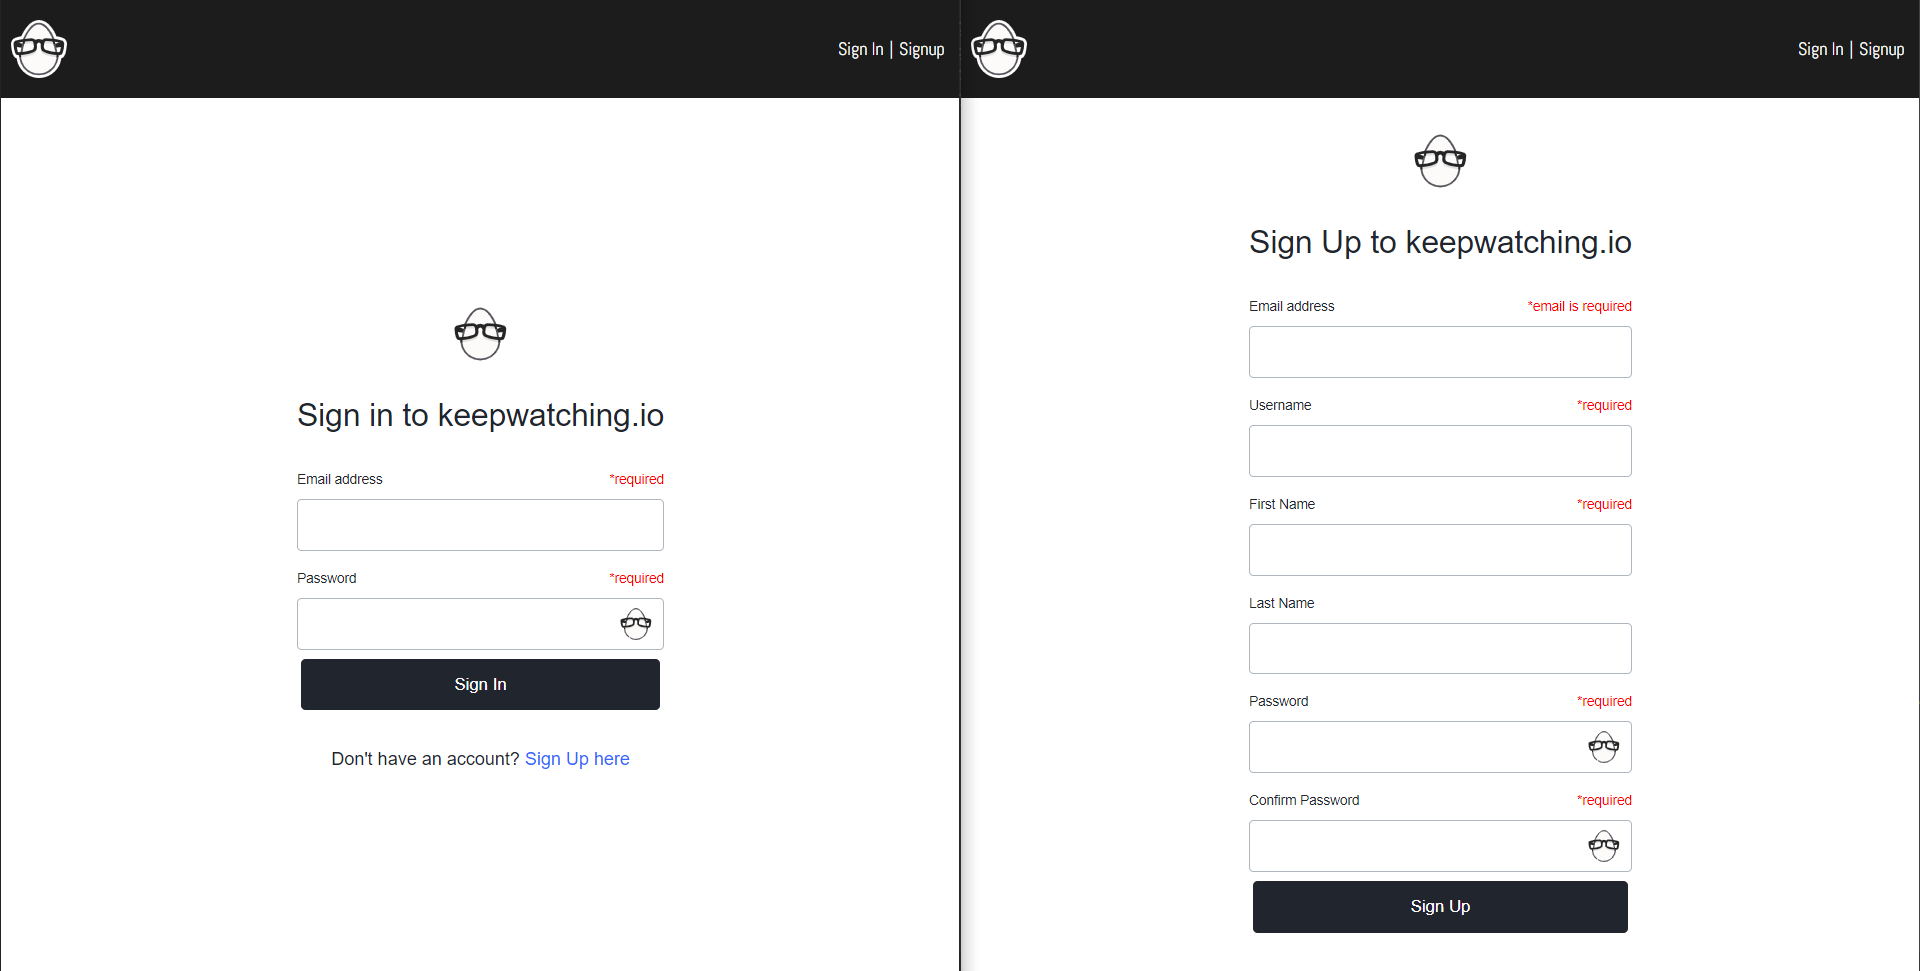 Sign In | Signup
Sign in to keepwatching.io
Email address *required
Password *required
Sign In
Don't have an account? Sign Up here
Sign In | Signup
Sign Up to keepwatching.io
Email address *email is required
Username *required
First Name *required
Last Name
Password *required
Confirm Password *required
Sign Up